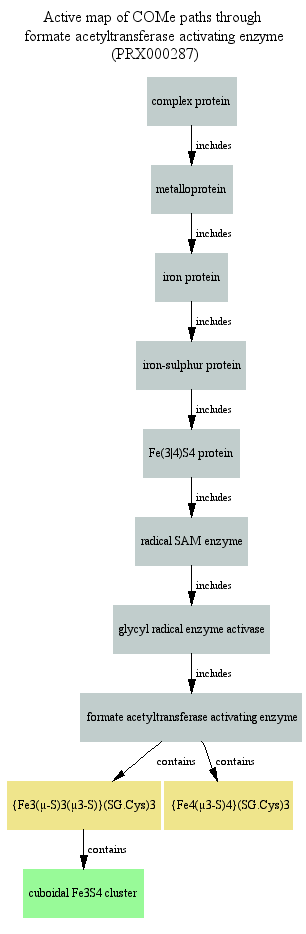 Active map of COMe paths through
formate acetyltransferase activating enzyme
(PRX000287)
complex protein
includes
metalloprotein
includes
iron protein
includes
iron-sulphur protein
includes
Fe(3|4)S4 protein
includes
radical SAM enzyme
includes
glycyl radical enzyme activase
includes
formate acetyltransferase activating enzyme
contains contains
{Fe3(μ-S)3(μ3-S)}(SG.Cys)3 {Fe4(μ3-S)4}(SG.Cys)3
contains
cuboidal Fe3S4 cluster